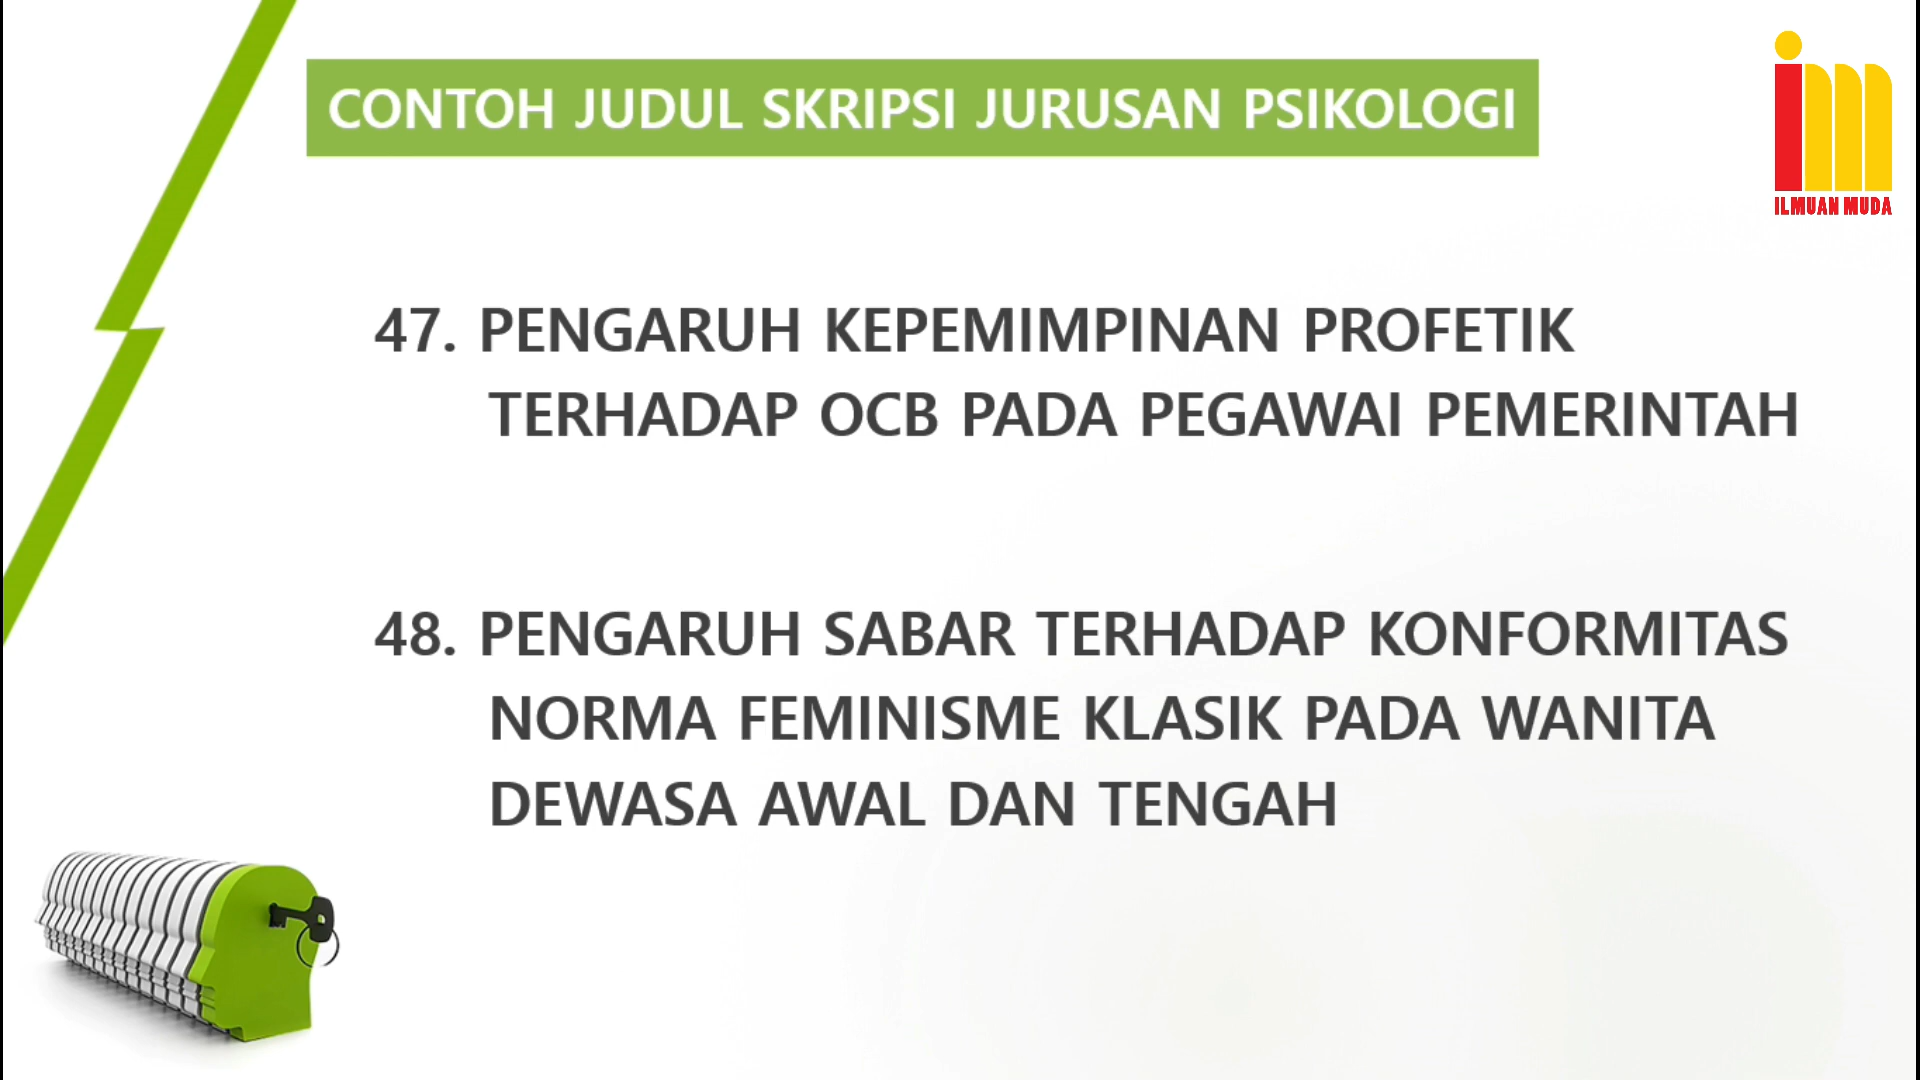 CONTOH JUDUL SKRIPSI JURUSAN PSIKOLOGI
im
ILMUAN MUDA
47. PENGARUH KEPEMIMPINAN PROFETIK
TERHADAP OCB PADA PEGAWAI PEMERINTAH
48. PENGARUH SABAR TERHADAP KONFORMITAS
NORMA FEMINISME KLASIK PADA WANITA
DEWASA AWAL DAN TENGAH